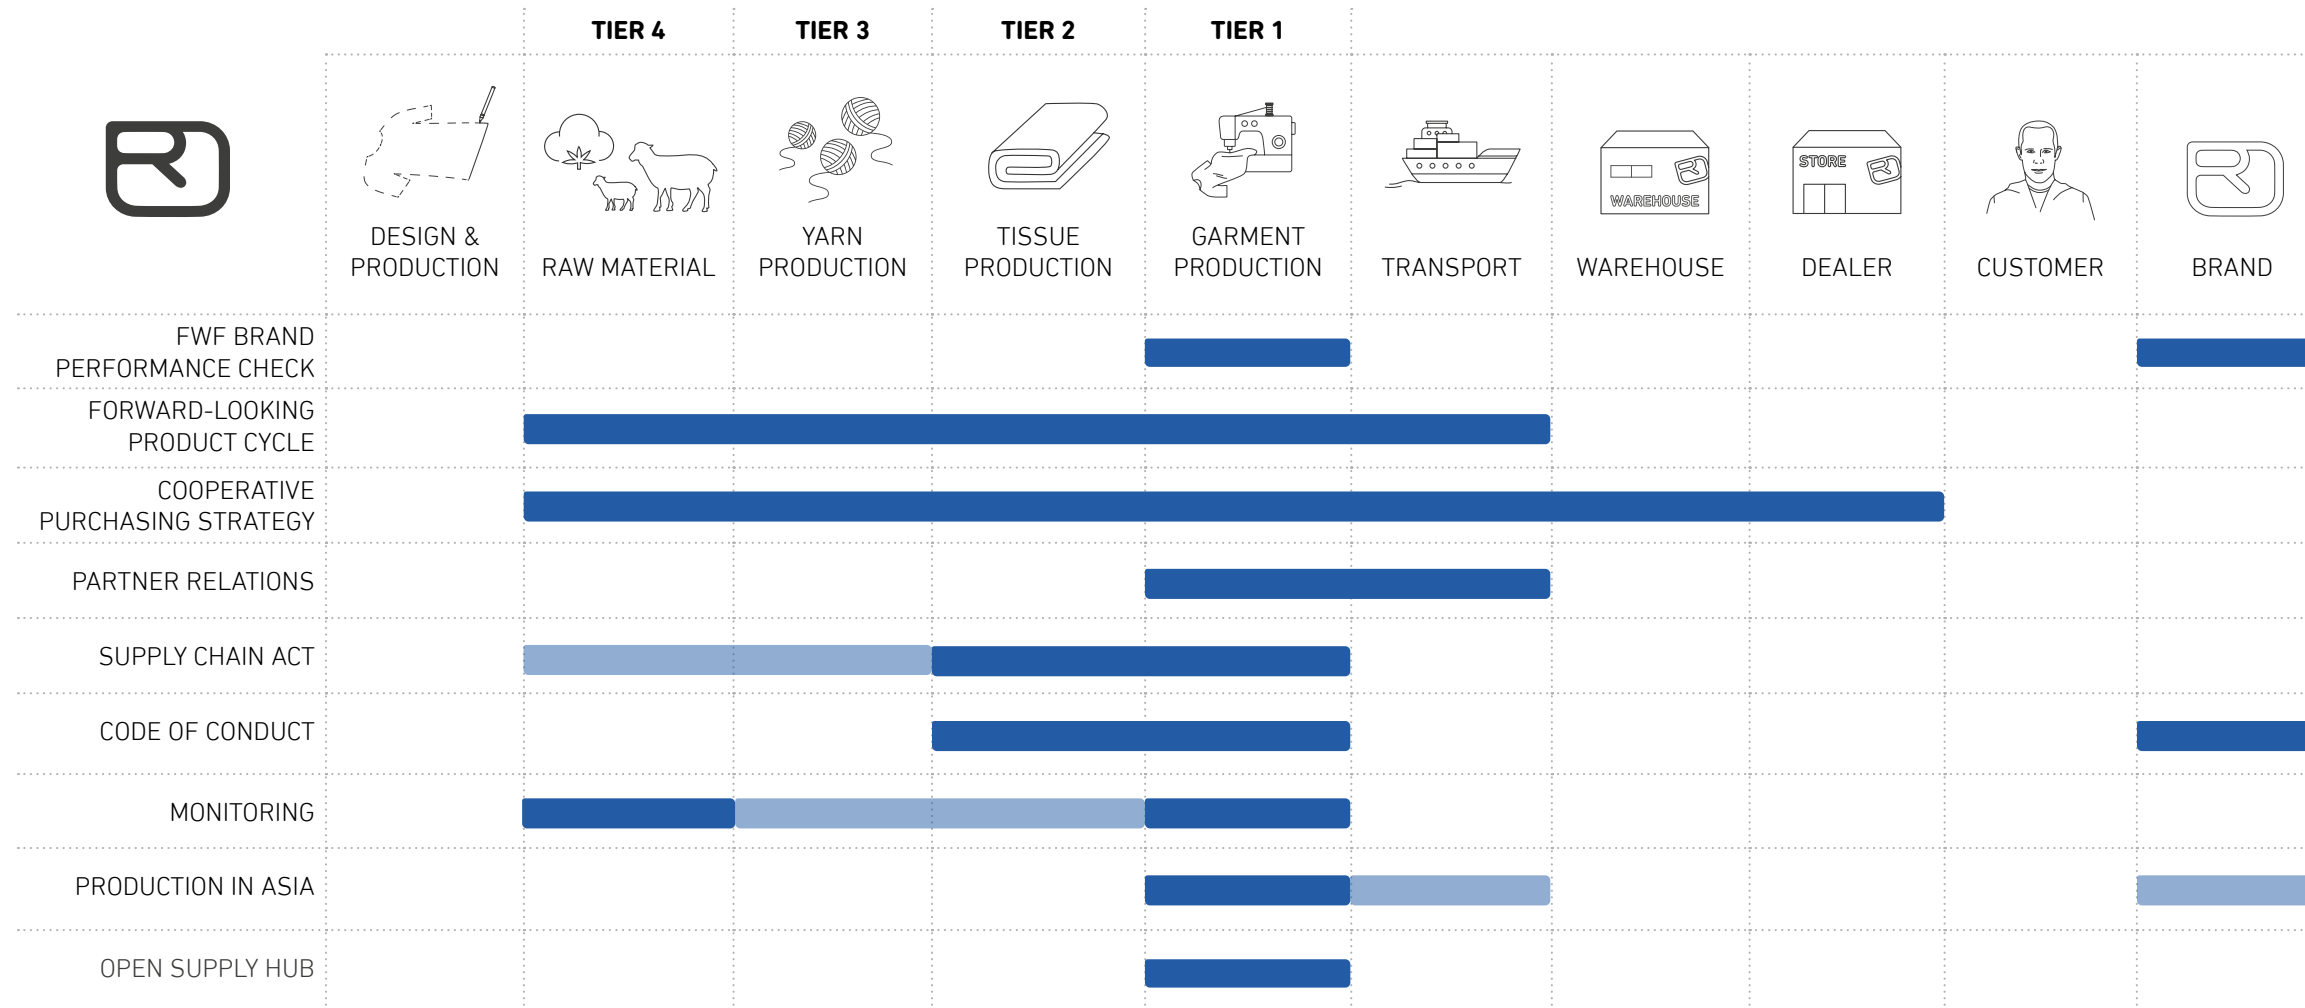 TIER 4
TIER 3
TIER 2
TIER 1
DESIGN &
PRODUCTION
RAW MATERIAL
YARN
PRODUCTION
TISSUE
PRODUCTION
GARMENT
PRODUCTION
TRANSPORT
WAREHOUSE
WAREHOUSE
STORE
DEALER
CUSTOMER
BRAND
FWF BRAND
PERFORMANCE CHECK
FORWARD-LOOKING
PRODUCT CYCLE
COOPERATIVE
PURCHASING STRATEGY
PARTNER RELATIONS
SUPPLY CHAIN ACT
CODE OF CONDUCT
MONITORING
PRODUCTION IN ASIA
OPEN SUPPLY HUB